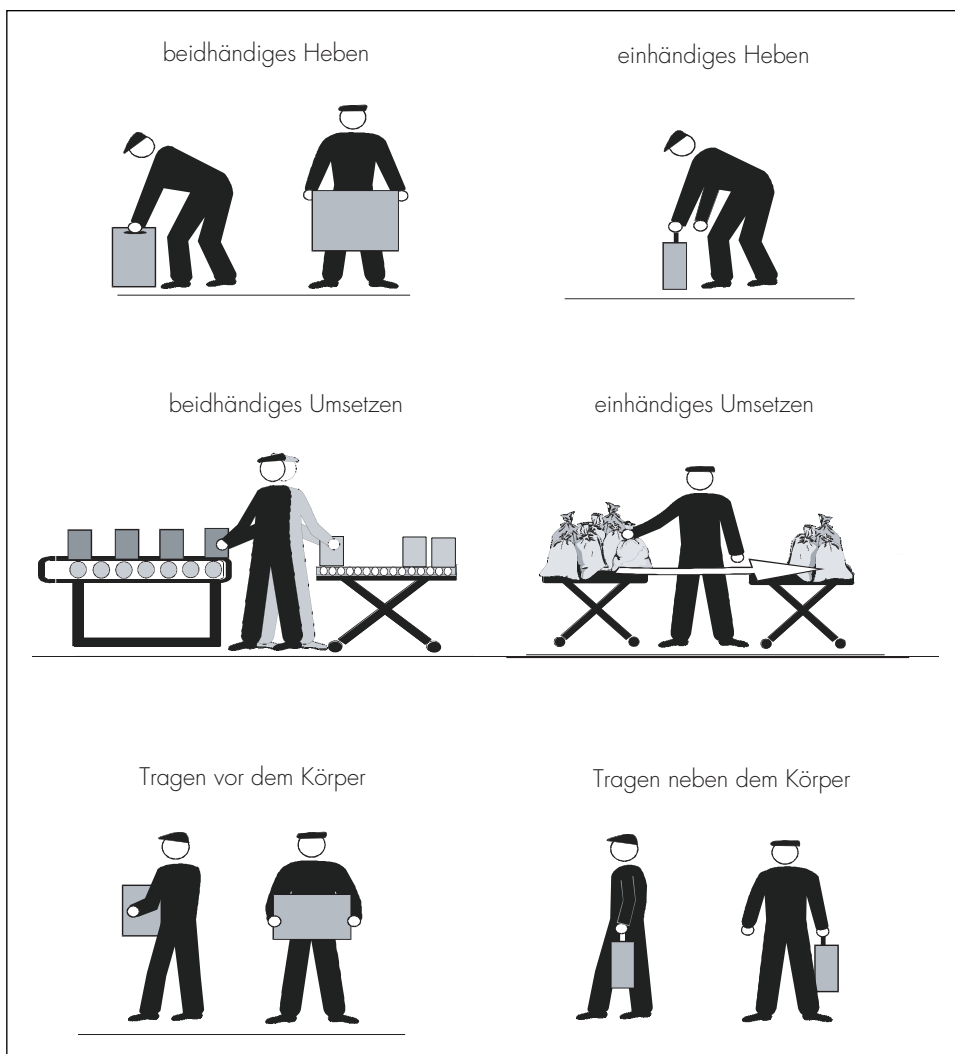 beidhändiges Heben
einhändiges Heben
beidhändiges Umsetzen
einhändiges Umsetzen
Tragen vor dem Körper
Tragen neben dem Körper